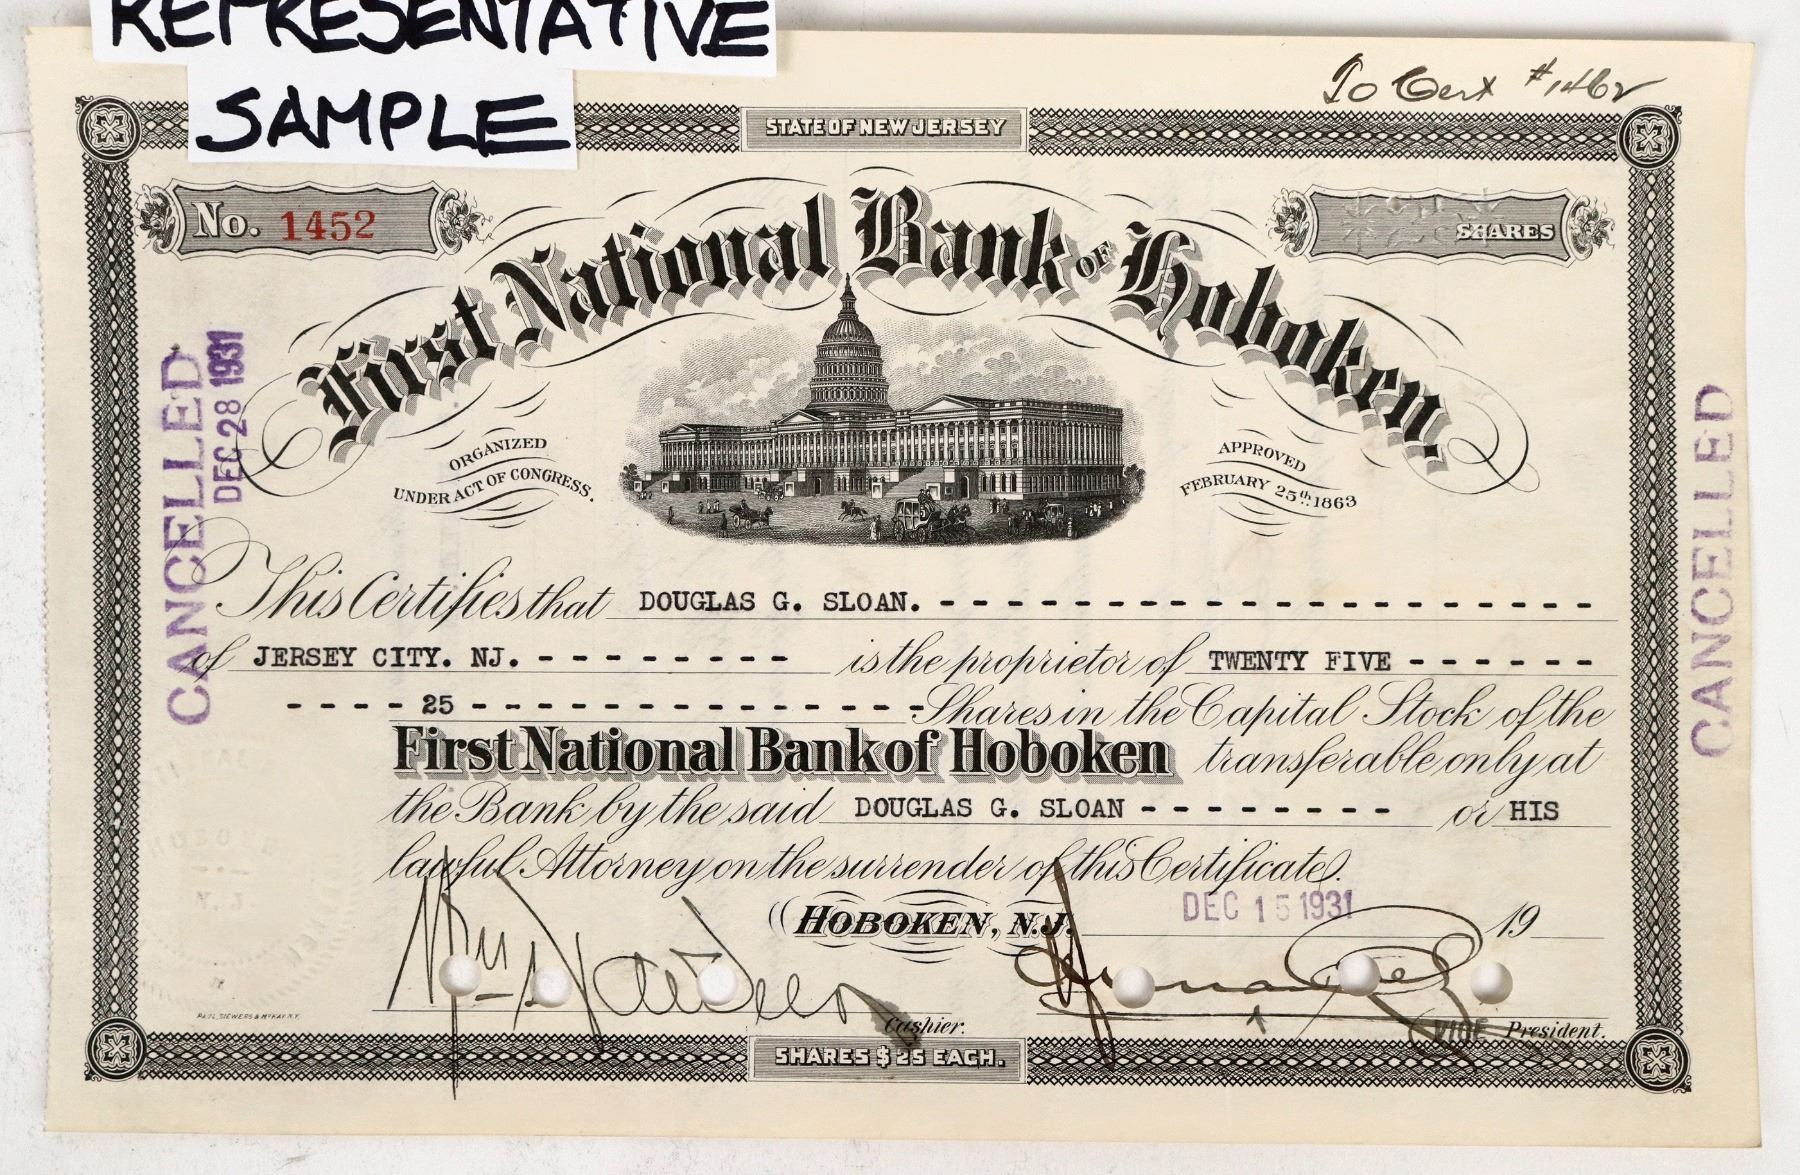 REPRESENTATIVE
SAMPLE
To Cert #1462
STATE OF NEW JERSEY
No. 1452
SHARES
First National Bank of Hoboken.
ORGANIZED
UNDER ACT OF CONGRESS.
APPROVED
FEBRUARY 25th. 1863
CANCELLED
DEC 28 1931
CANCELLED
This Certifies that DOUGLAS G. SLOAN.
of JERSEY CITY. NJ. is the proprietor of TWENTY FIVE
25 Shares in the Capital Stock of the
First National Bank of Hoboken transferable only at
the Bank by the said DOUGLAS G. SLOAN or HIS
lawful Attorney on the surrender of this Certificate.
HOBOKEN, N.J. DEC 15 1931 19
Cashier.
VICE President.
PAUL, SIEWERS & McKAY N.Y.
SHARES $25 EACH.